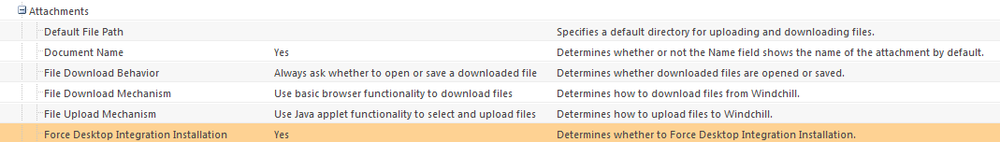 Attachments
Default File Path Specifies a default directory for uploading and downloading files.
Document Name Yes Determines whether or not the Name field shows the name of the attachment by default.
File Download Behavior Always ask whether to open or save a downloaded file Determines whether downloaded files are opened or saved.
File Download Mechanism Use basic browser functionality to download files Determines how to download files from Windchill.
File Upload Mechanism Use Java applet functionality to select and upload files Determines how to upload files to Windchill.
Force Desktop Integration Installation Yes Determines whether to Force Desktop Integration Installation.